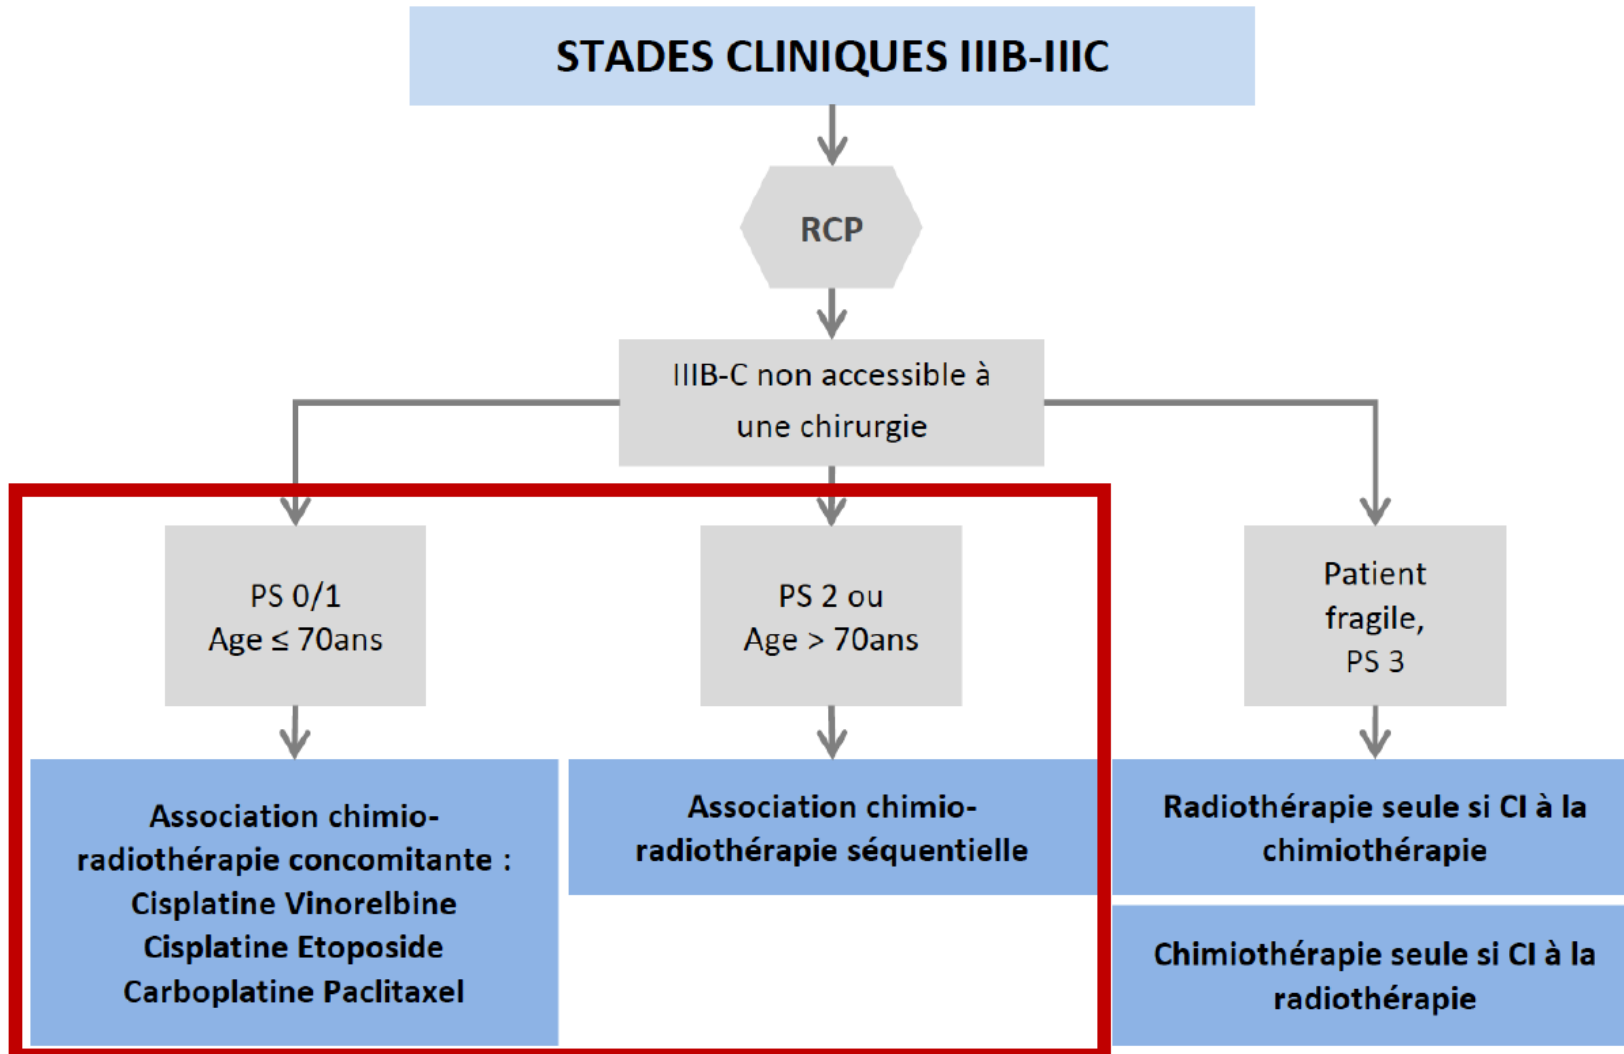 STADES CLINIQUES IIIB-IIIC
RCP
IIIB-C non accessible à
une chirurgie
PS 0/1
Age ≤ 70ans
PS 2 ou
Age > 70ans
Patient
fragile,
PS 3
Association chimio-
radiothérapie concomitante :
Cisplatine Vinorelbine
Cisplatine Etoposide
Carboplatine Paclitaxel
Association chimio-
radiothérapie séquentielle
Radiothérapie seule si CI à la
chimiothérapie
Chimiothérapie seule si CI à la
radiothérapie